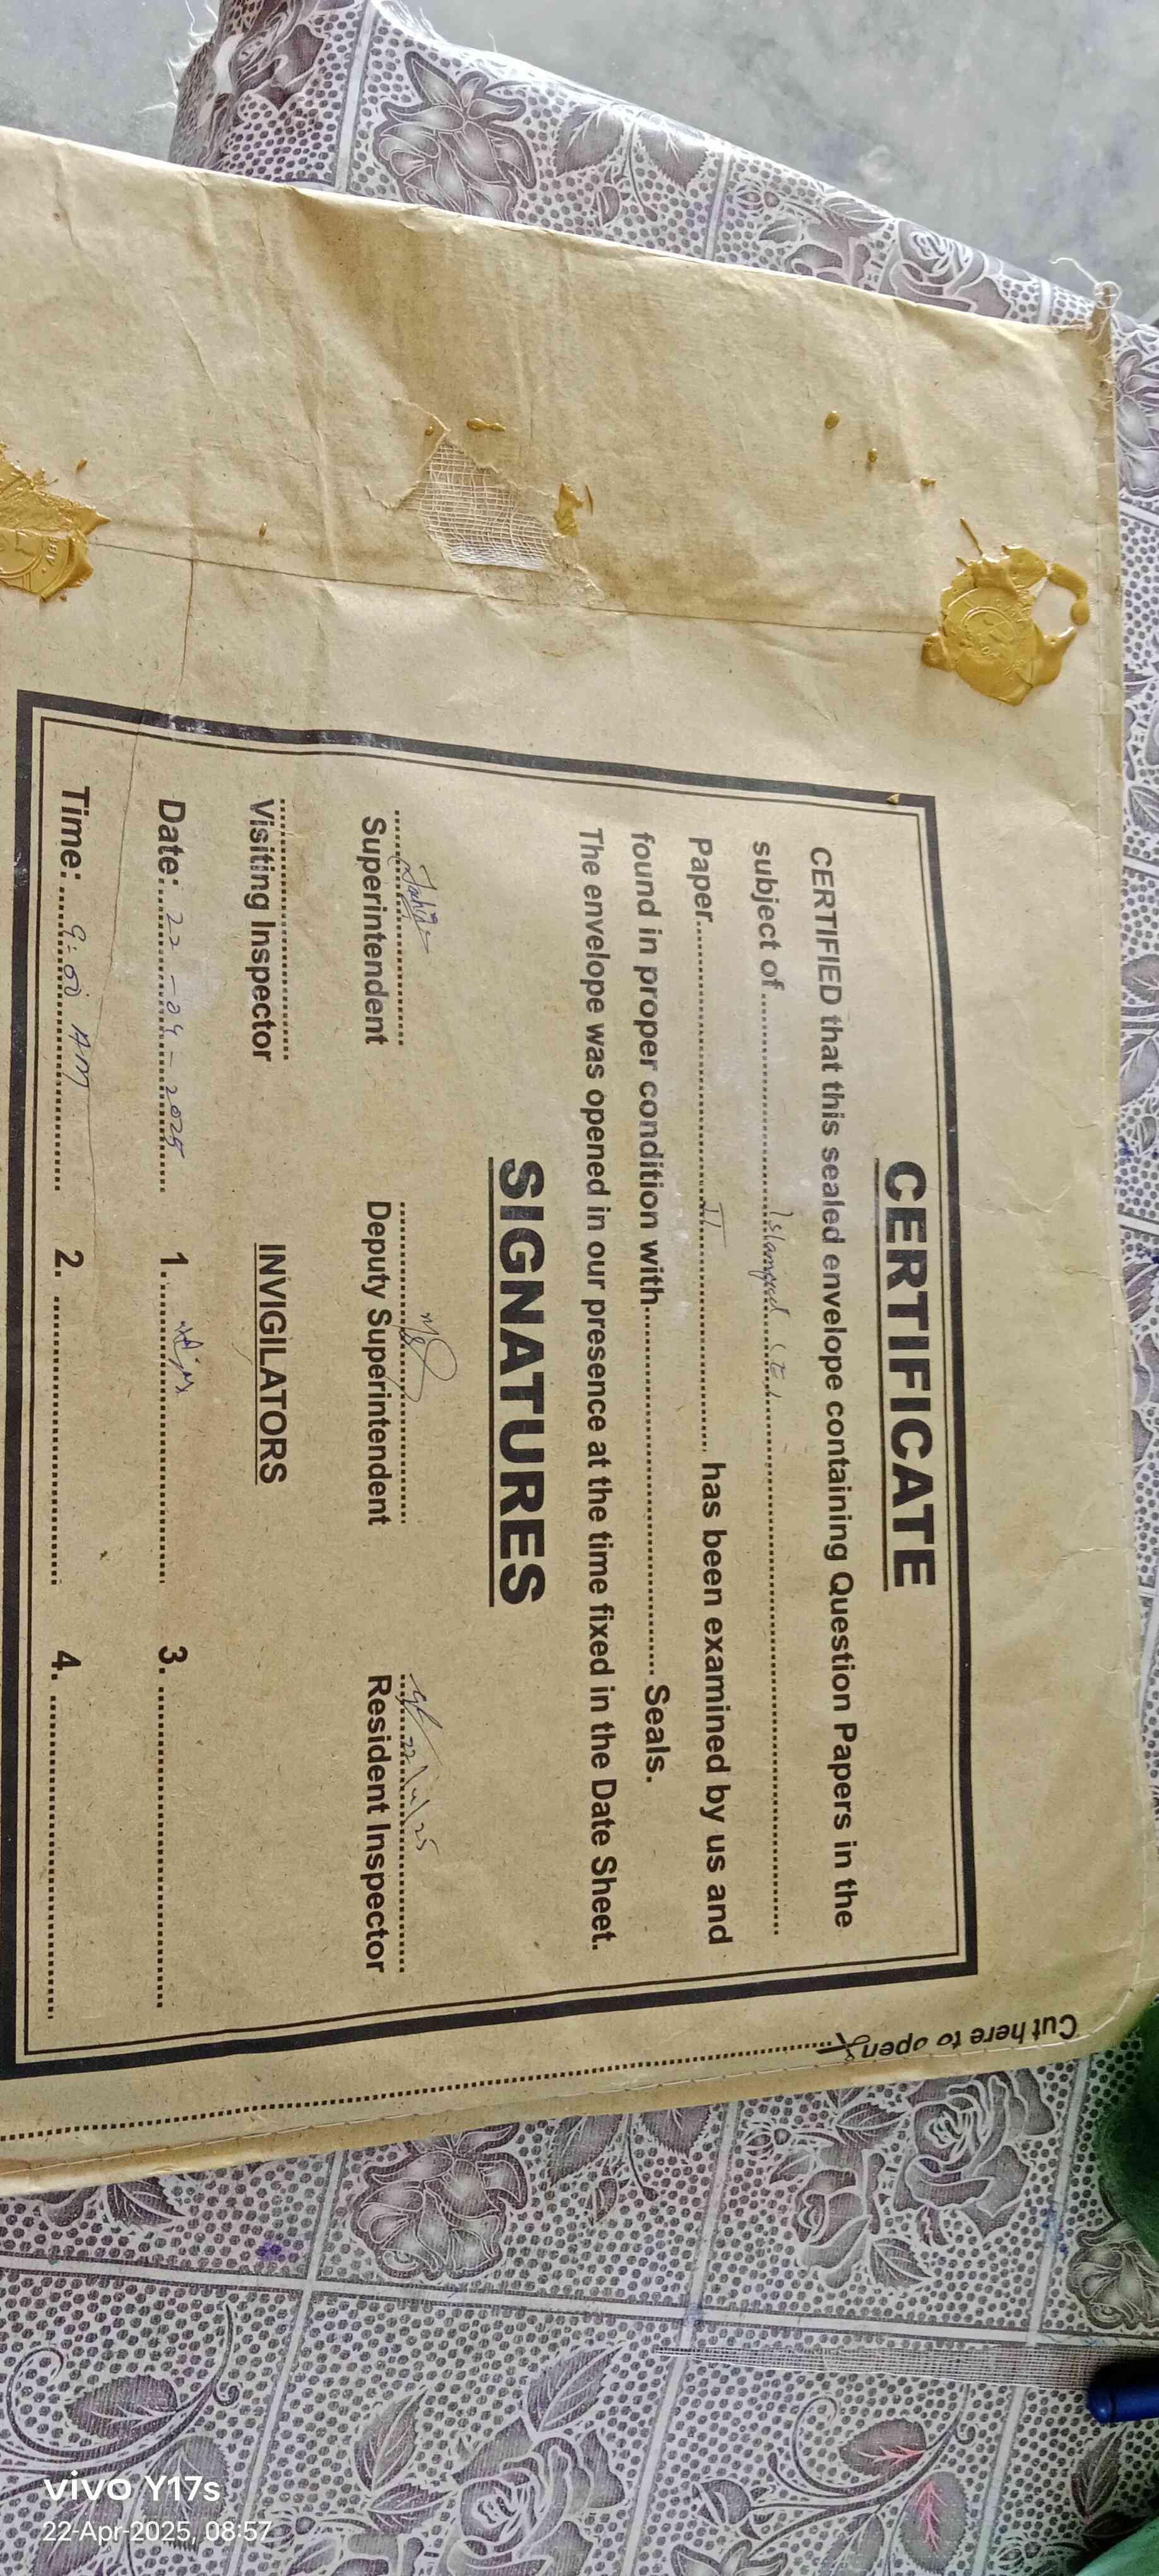 CERTIFICATE
CERTIFIED that this sealed envelope containing Question Papers in the
subject of ........ (E) ........
Paper........ II ........ has been examined by us and
found in proper condition with........ Seals.
The envelope was opened in our presence at the time fixed in the Date Sheet.
SIGNATURES
22/4/25
Superintendent Deputy Superintendent Resident Inspector
Visiting Inspector INVIGILATORS
Date: 22-04-2025 1. ........ 3. ........
Time: 9:00 AM 2. ........ 4. ........
Cut here to open
vivo Y17s
22-Apr-2025, 08:57